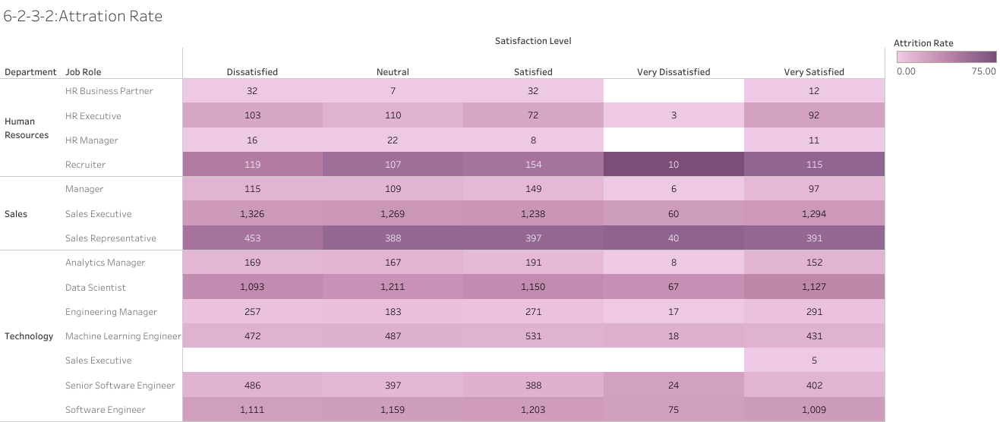 6-2-3-2:Attration Rate
Satisfaction Level
Attrition Rate
0.00 75.00
Department Job Role Dissatisfied Neutral Satisfied Very Dissatisfied Very Satisfied
Human Resources
HR Business Partner 32 7 32 12
HR Executive 103 110 72 3 92
HR Manager 16 22 8 11
Recruiter 119 107 154 10 115
Sales
Manager 115 109 149 6 97
Sales Executive 1,326 1,269 1,238 60 1,294
Sales Representative 453 388 397 40 391
Technology
Analytics Manager 169 167 191 8 152
Data Scientist 1,093 1,211 1,150 67 1,127
Engineering Manager 257 183 271 17 291
Machine Learning Engineer 472 487 531 18 431
Sales Executive 5
Senior Software Engineer 486 397 388 24 402
Software Engineer 1,111 1,159 1,203 75 1,009